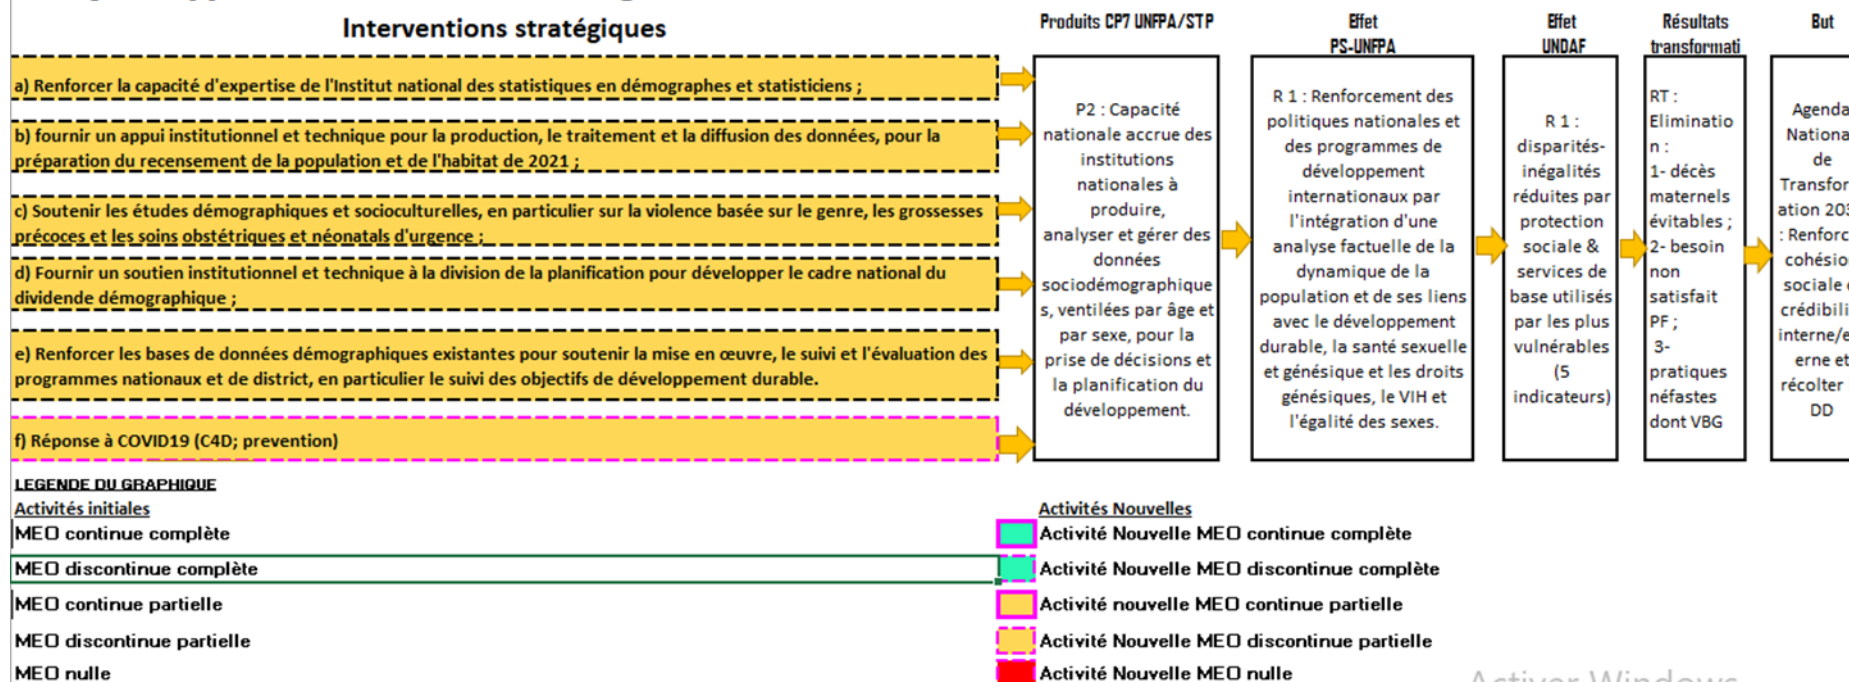 Interventions stratégiques
Produits CP7 UNFPA/STP
Effet
PS-UNFPA
Effet
UNDAF
Résultats
transformati
But
a) Renforcer la capacité d'expertise de l'Institut national des statistiques en démographes et statisticiens ;
b) fournir un appui institutionnel et technique pour la production, le traitement et la diffusion des données, pour la
préparation du recensement de la population et de l'habitat de 2021 ;
c) Soutenir les études démographiques et socioculturelles, en particulier sur la violence basée sur le genre, les grossesses
précoces et les soins obstétriques et néonatals d'urgence ;
d) Fournir un soutien institutionnel et technique à la division de la planification pour développer le cadre national du
dividende démographique ;
e) Renforcer les bases de données démographiques existantes pour soutenir la mise en œuvre, le suivi et l'évaluation des
programmes nationaux et de district, en particulier le suivi des objectifs de développement durable.
f) Réponse à COVID19 (C4D; prevention)
P2 : Capacité
nationale accrue des
institutions
nationales à
produire,
analyser et gérer des
données
sociodémographique
s, ventilées par âge et
par sexe, pour la
prise de décisions et
la planification du
développement.
R 1 : Renforcement des
politiques nationales et
des programmes de
développement
internationaux par
l'intégration d'une
analyse factuelle de la
dynamique de la
population et de ses liens
avec le développement
durable, la santé sexuelle
et génésique et les droits
génésiques, le VIH et
l'égalité des sexes.
R 1 :
disparités-
inégalités
réduites par
protection
sociale &
services de
base utilisés
par les plus
vulnérables
(5
indicateurs)
RT :
Eliminatio
n :
1- décès
maternels
évitables ;
2- besoin
non
satisfait
PF ;
3-
pratiques
néfastes
dont VBG
Agenda
Nationa
de
Transfor
ation 203
: Renforc
cohésion
sociale
crédibili
interne/e
erne et
récolter
DD
LEGENDE DU GRAPHIQUE
Activités initiales
MEO continue complète
MEO discontinue complète
MEO continue partielle
MEO discontinue partielle
MEO nulle
Activités Nouvelles
Activité Nouvelle MEO continue complète
Activité Nouvelle MEO discontinue complète
Activité nouvelle MEO continue partielle
Activité Nouvelle MEO discontinue partielle
Activité Nouvelle MEO nulle
Activer Windows